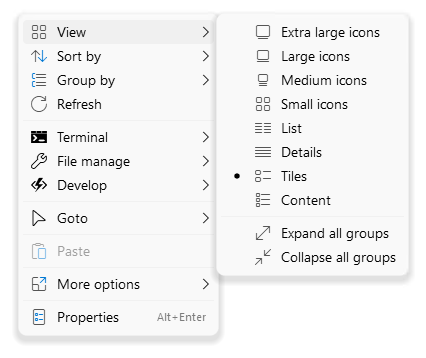 View
Sort by
Group by
Refresh
Terminal
File manage
Develop
Goto
Paste
More options
Properties Alt+Enter
Extra large icons
Large icons
Medium icons
Small icons
List
Details
Tiles
Content
Expand all groups
Collapse all groups